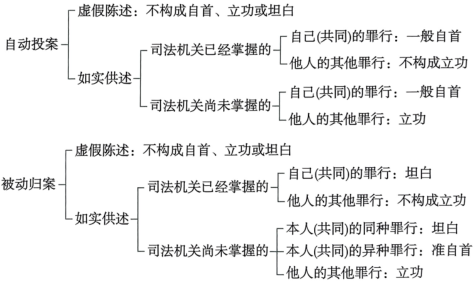 虚假陈述：不构成自首、立功或坦白
自动投案
自己(共同)的罪行：一般自首
司法机关已经掌握的
他人的其他罪行：不构成立功
如实供述
自己(共同)的罪行：一般自首
司法机关尚未掌握的
他人的其他罪行：立功
虚假陈述：不构成自首、立功或坦白
被动归案
自己(共同)的罪行：坦白
司法机关已经掌握的
他人的其他罪行：不构成立功
如实供述
本人(共同)的同种罪行：坦白
司法机关尚未掌握的
本人(共同)的异种罪行：准自首
他人的其他罪行：立功